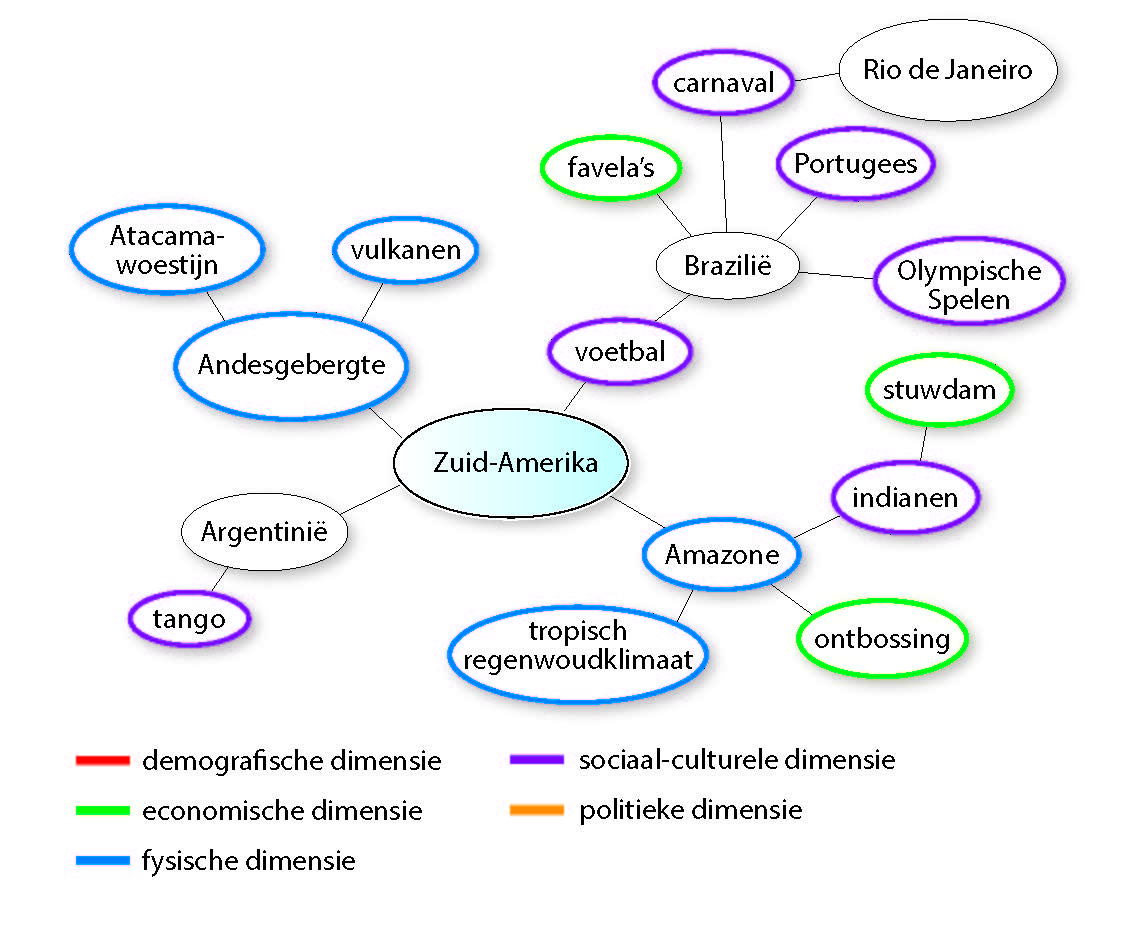 Rio de Janeiro
carnaval
favela's
Portugees
Atacama-
woestijn
vulkanen
Brazilië
Olympische
Spelen
voetbal
Andesgebergte
stuwdam
Zuid-Amerika
indianen
Argentinië
Amazone
tango
tropisch
regenwoudklimaat
ontbossing
demografische dimensie
economische dimensie
fysische dimensie
sociaal-culturele dimensie
politieke dimensie